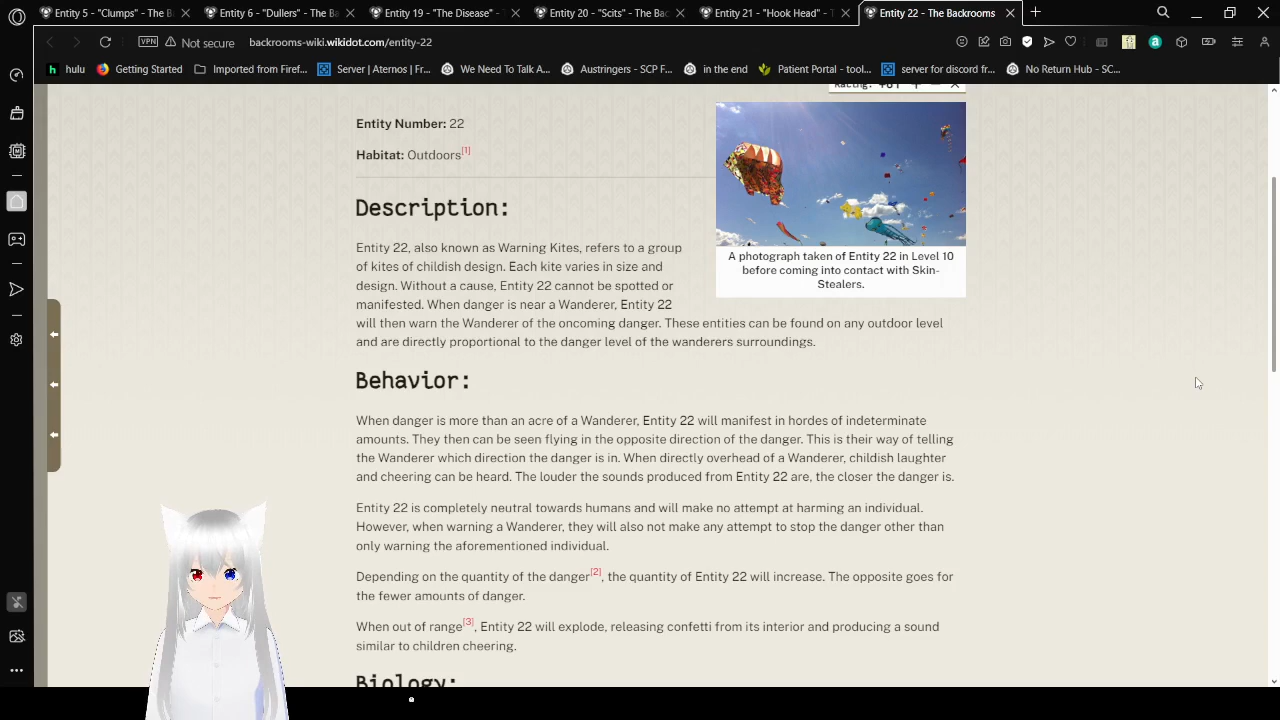 Entity 5 - "Clumps" - The B
Entity 6 - "Dullers" - The Ba
Entity 19 - "The Disease" -
Entity 20 - "Scits" - The Bac
Entity 21 - "Hook Head" - T
Entity 22 - The Backrooms
VPN Not secure backrooms-wiki.wikidot.com/entity-22
hulu Getting Started Imported from Firef... Server | Aternos | Fr... We Need To Talk A... Austringers - SCP F... in the end Patient Portal - tool... server for discord fr... No Return Hub - SC...
Entity Number: 22
Habitat: Outdoors[1]
Description:
Entity 22, also known as Warning Kites, refers to a group
of kites of childish design. Each kite varies in size and
design. Without a cause, Entity 22 cannot be spotted or
manifested. When danger is near a Wanderer, Entity 22
will then warn the Wanderer of the oncoming danger. These entities can be found on any outdoor level
and are directly proportional to the danger level of the wanderers surroundings.
A photograph taken of Entity 22 in Level 10
before coming into contact with Skin-
Stealers.
Behavior:
When danger is more than an acre of a Wanderer, Entity 22 will manifest in hordes of indeterminate
amounts. They then can be seen flying in the opposite direction of the danger. This is their way of telling
the Wanderer which direction the danger is in. When directly overhead of a Wanderer, childish laughter
and cheering can be heard. The louder the sounds produced from Entity 22 are, the closer the danger is.
Entity 22 is completely neutral towards humans and will make no attempt at harming an individual.
However, when warning a Wanderer, they will also not make any attempt to stop the danger other than
only warning the aforementioned individual.
Depending on the quantity of the danger[2], the quantity of Entity 22 will increase. The opposite goes for
the fewer amounts of danger.
When out of range[3], Entity 22 will explode, releasing confetti from its interior and producing a sound
similar to children cheering.
Biology: